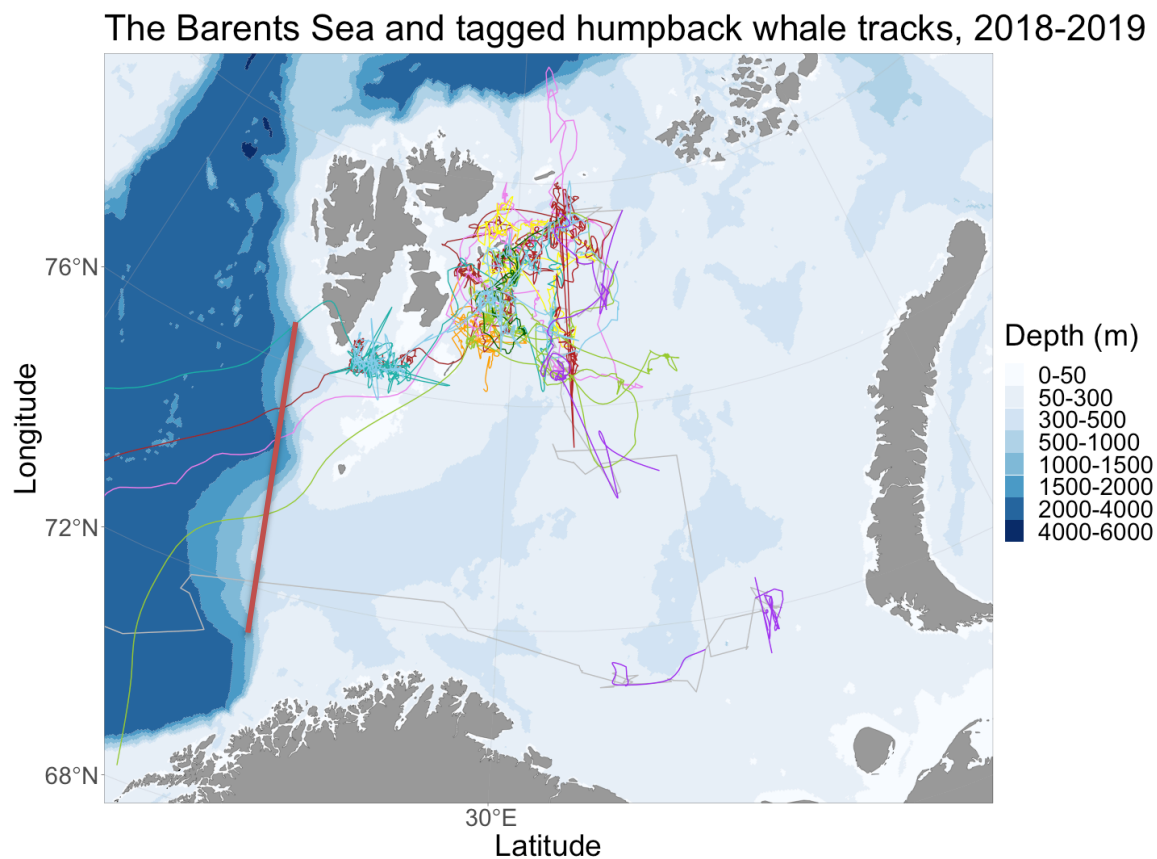 The Barents Sea and tagged humpback whale tracks, 2018-2019
76°N
72°N
68°N
Longitude
30°E
Latitude
Depth (m)
0-50
50-300
300-500
500-1000
1000-1500
1500-2000
2000-4000
4000-6000